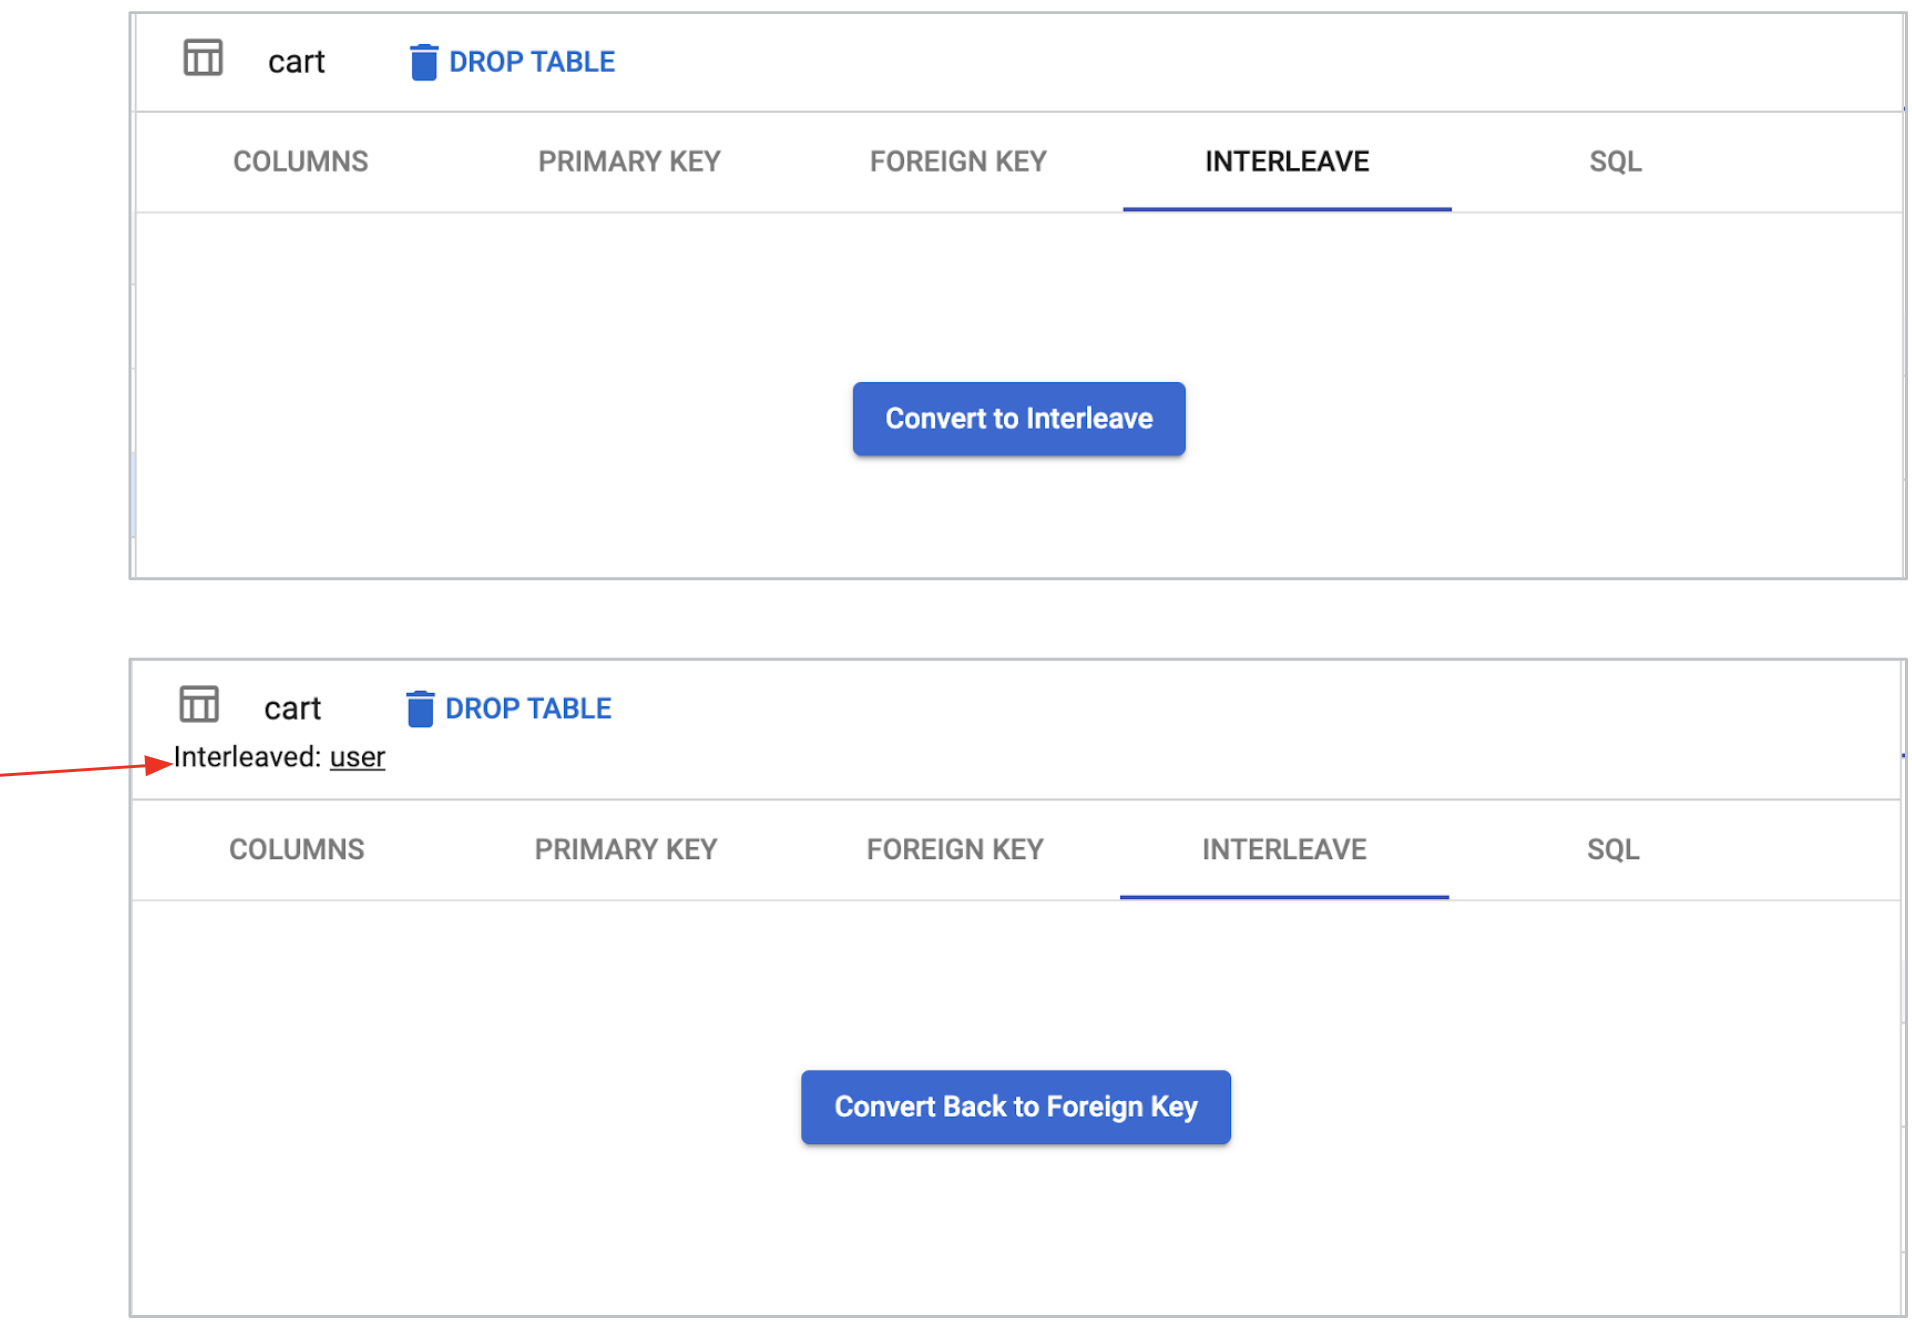 cart DROP TABLE
COLUMNS PRIMARY KEY FOREIGN KEY INTERLEAVE SQL
Convert to Interleave
cart DROP TABLE
Interleaved: user
COLUMNS PRIMARY KEY FOREIGN KEY INTERLEAVE SQL
Convert Back to Foreign Key